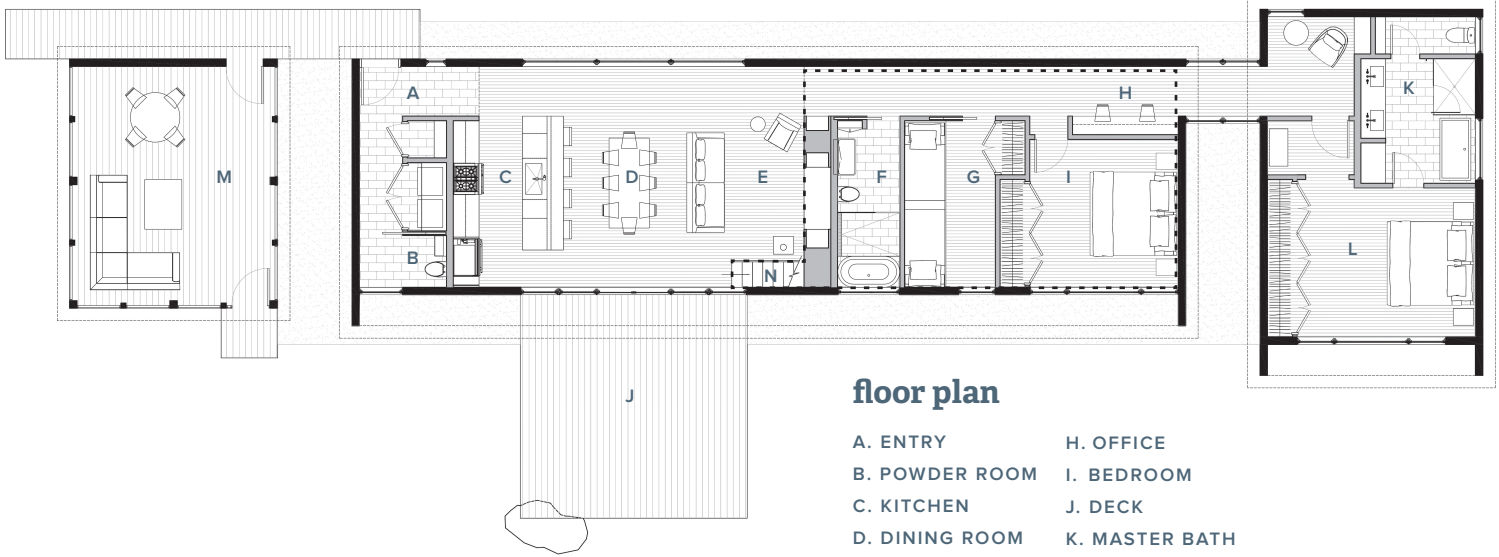 A
B
C
D
E
F
G
H
I
J
K
L
M
N
floor plan
A. ENTRY
B. POWDER ROOM
C. KITCHEN
D. DINING ROOM
H. OFFICE
I. BEDROOM
J. DECK
K. MASTER BATH